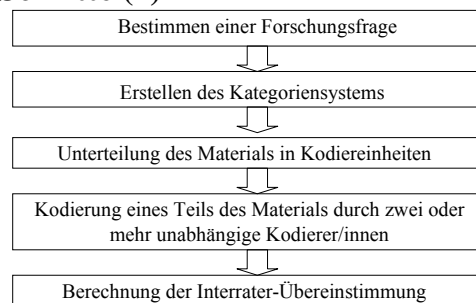 Bestimmen einer Forschungsfrage
Erstellen des Kategoriensystems
Unterteilung des Materials in Kodiereinheiten
Kodierung eines Teils des Materials durch zwei oder
mehr unabhängige Kodierer/innen
Berechnung der Interrater-Übereinstimmung